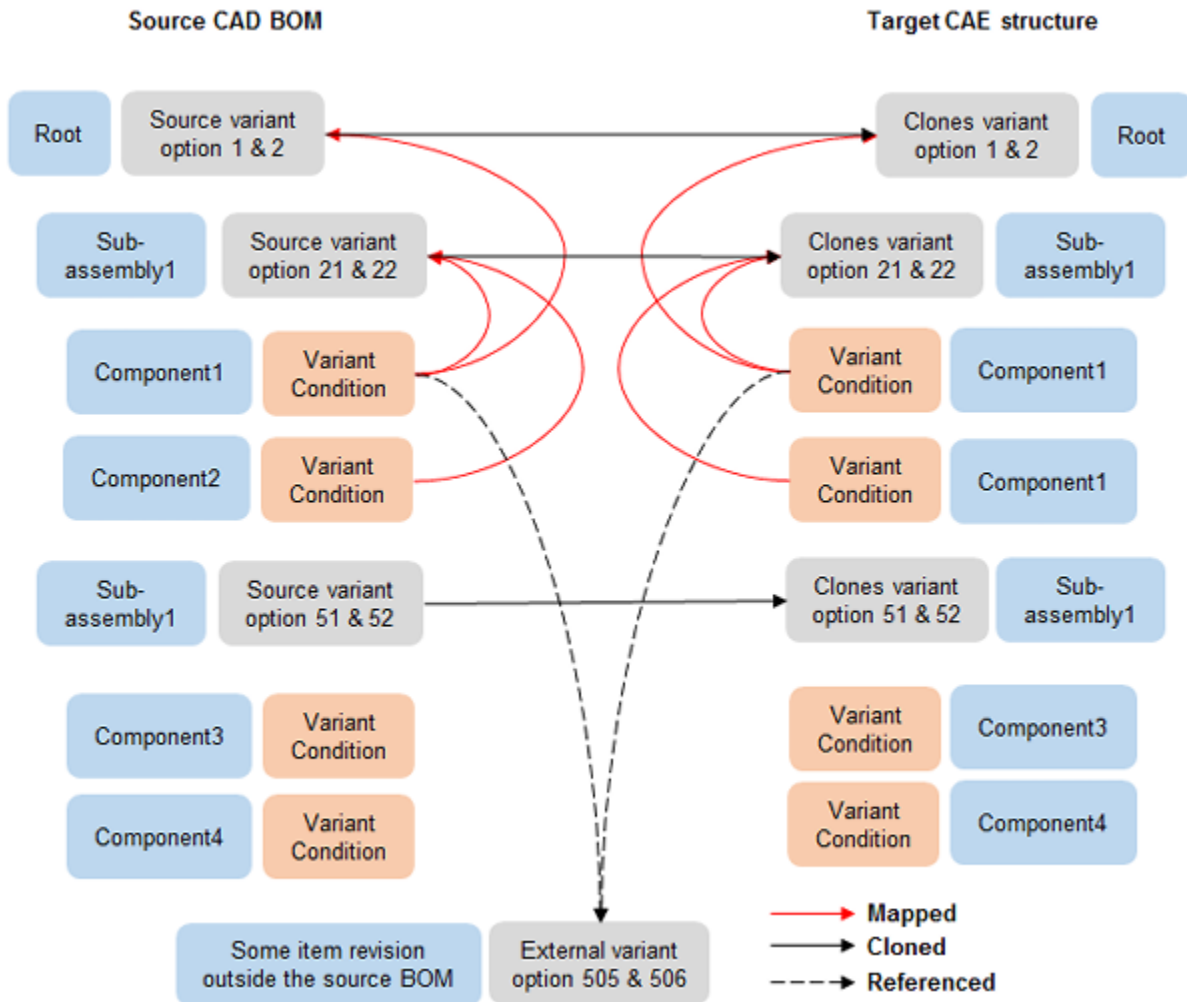 Source CAD BOM
Target CAE structure
Root
Source variant
option 1 & 2
Clones variant
option 1 & 2
Root
Sub-
assembly1
Source variant
option 21 & 22
Clones variant
option 21 & 22
Sub-
assembly1
Component1
Variant
Condition
Variant
Condition
Component1
Component2
Variant
Condition
Variant
Condition
Component1
Sub-
assembly1
Source variant
option 51 & 52
Clones variant
option 51 & 52
Sub-
assembly1
Component3
Variant
Condition
Variant
Condition
Component3
Component4
Variant
Condition
Variant
Condition
Component4
Some item revision
outside the source BOM
External variant
option 505 & 506
Mapped
Cloned
Referenced